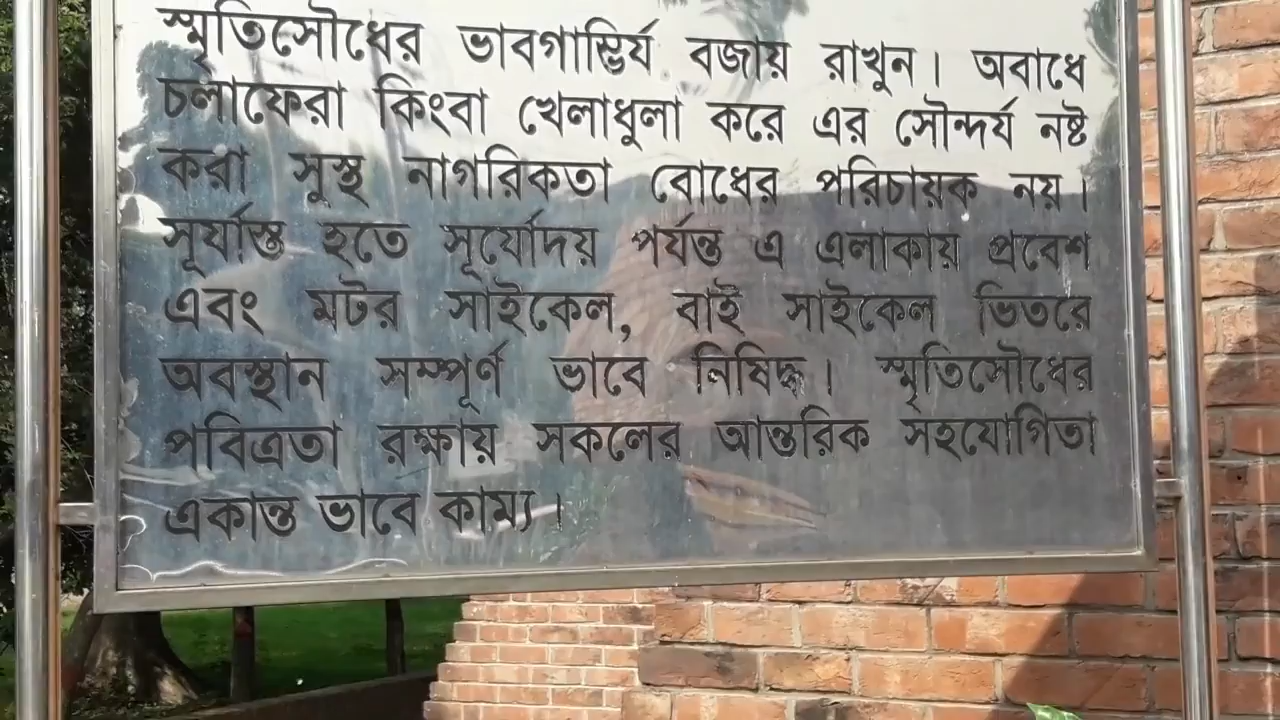 স্মৃতিসৌধের ভাবগাম্ভির্য বজায় রাখুন। অবাধে
চলাফেরা কিংবা খেলাধুলা করে এর সৌন্দর্য নষ্ট
করা সুস্থ নাগরিকতা বোধের পরিচায়ক নয়।
সূর্যাস্ত হতে সূর্যোদয় পর্যন্ত এ এলাকায় প্রবেশ
এবং মটর সাইকেল, বাই সাইকেল ভিতরে
অবস্থান সম্পূর্ণ ভাবে নিষিদ্ধ। স্মৃতিসৌধের
পবিত্রতা রক্ষায় সকলের আন্তরিক সহযোগিতা
একান্ত ভাবে কাম্য।